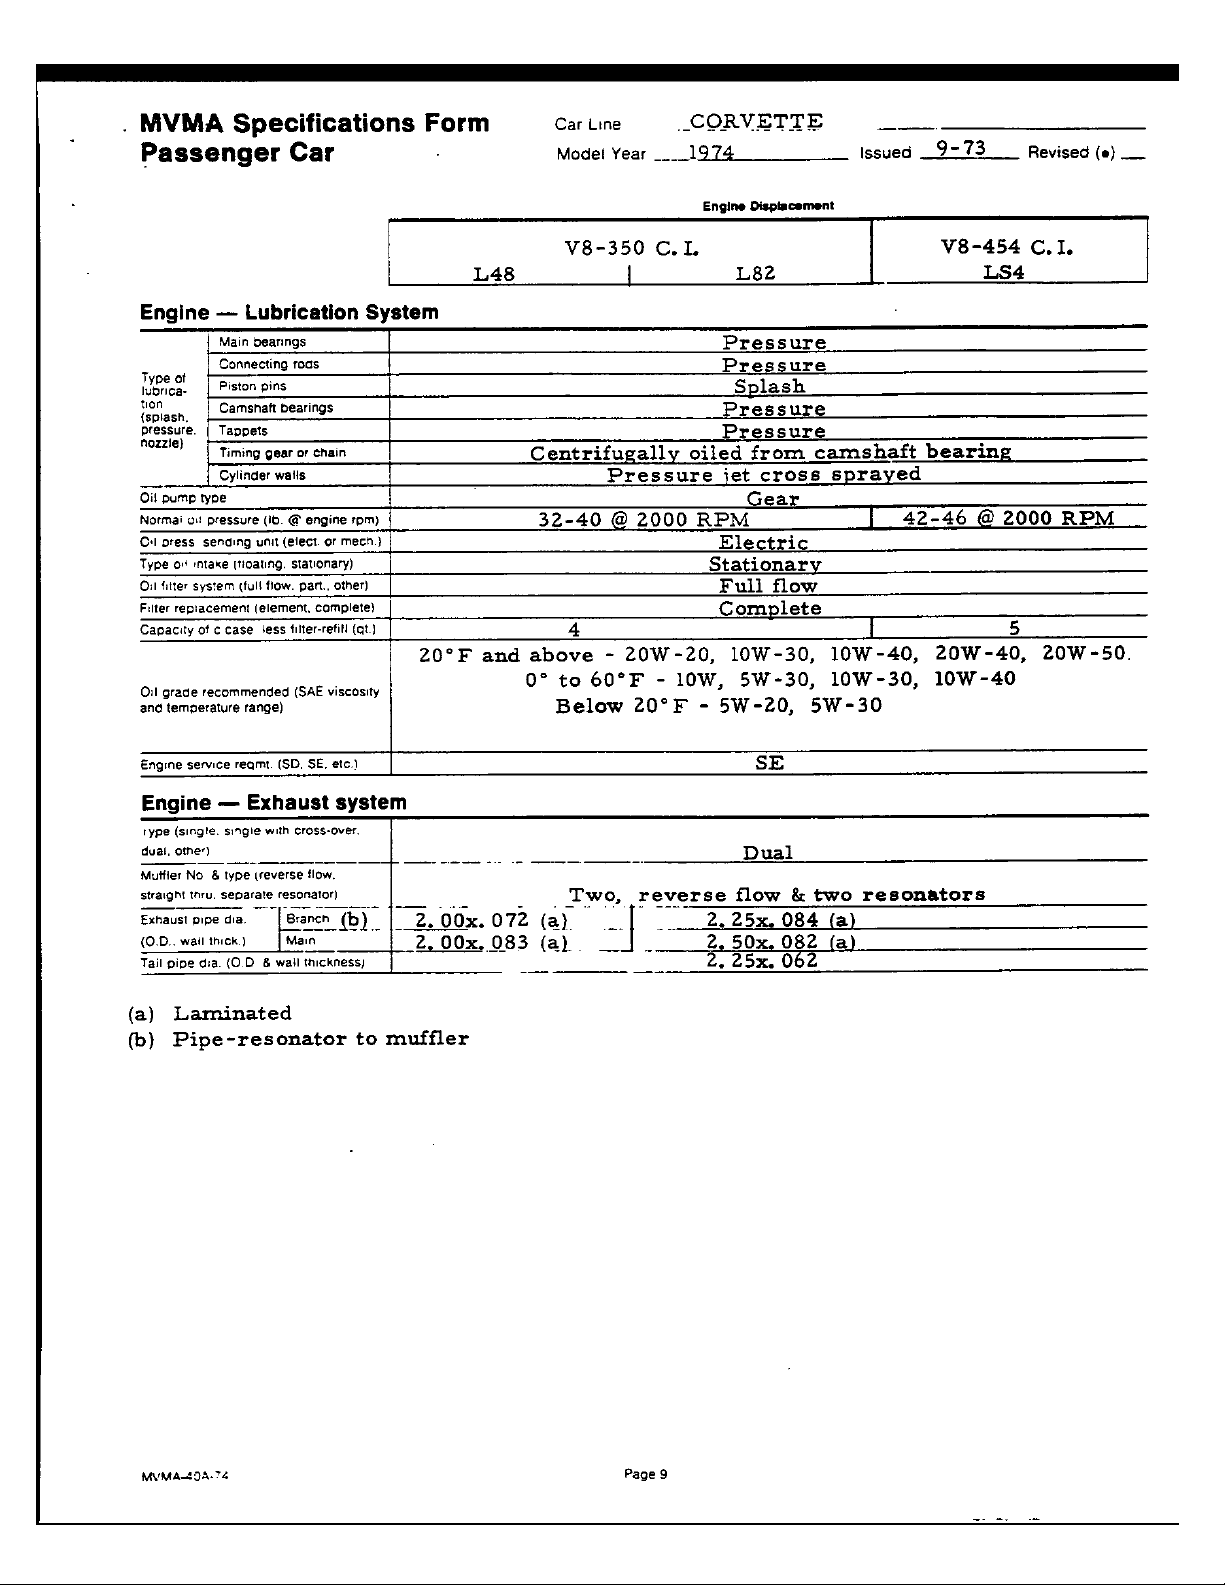 MVMA Specifications Form
Passenger Car
Car Line CORVETTE
Model Year 1974 Issued 9-73 Revised (•)
Engine Displacement
V8-350 C.I. V8-454 C.I.
L48 L82 LS4
Engine — Lubrication System
Type of lubrica-tion (splash, pressure, nozzle)
Main bearings Pressure
Connecting rods Pressure
Piston pins Splash
Camshaft bearings Pressure
Tappets Pressure
Timing gear or chain Centrifugally oiled from camshaft bearing
Cylinder walls Pressure jet cross sprayed
Oil pump type Gear
Normal oil pressure (lb. @ engine rpm) 32-40 @ 2000 RPM 42-46 @ 2000 RPM
Oil press sending unit (elect. or mech.) Electric
Type oil intake (floating, stationary) Stationary
Oil filter system (full flow, part., other) Full flow
Filter replacement (element, complete) Complete
Capacity of c case less filter-refill (qt.) 4 5
Oil grade recommended (SAE viscosity
and temperature range)
20°F and above - 20W-20, 10W-30, 10W-40, 20W-40, 20W-50.
0° to 60°F - 10W, 5W-30, 10W-30, 10W-40
Below 20°F - 5W-20, 5W-30
Engine service reqmt. (SD, SE, etc.) SE
Engine — Exhaust system
Type (single, single with cross-over,
dual, other) Dual
Muffler No & type (reverse flow,
straight thru, separate resonator) Two, reverse flow & two resonators
Exhaust pipe dia. Branch (b) 2.00x.072 (a) 2.25x.084 (a)
(O.D., wall thick.) Main 2.00x.083 (a) 2.50x.082 (a)
Tail pipe dia. (O.D & wall thickness) 2.25x.062
(a) Laminated
(b) Pipe-resonator to muffler
MVMA-40A-74 Page 9